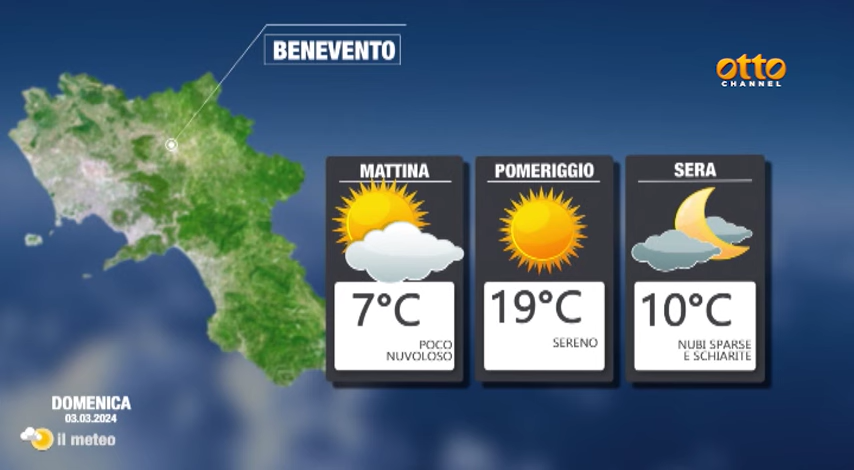 BENEVENTO
otto
CHANNEL
MATTINA
7°C
POCO
NUVOLOSO
POMERIGGIO
19°C
SERENO
SERA
10°C
NUBI SPARSE
E SCHIARITE
DOMENICA
03.03.2024
il meteo